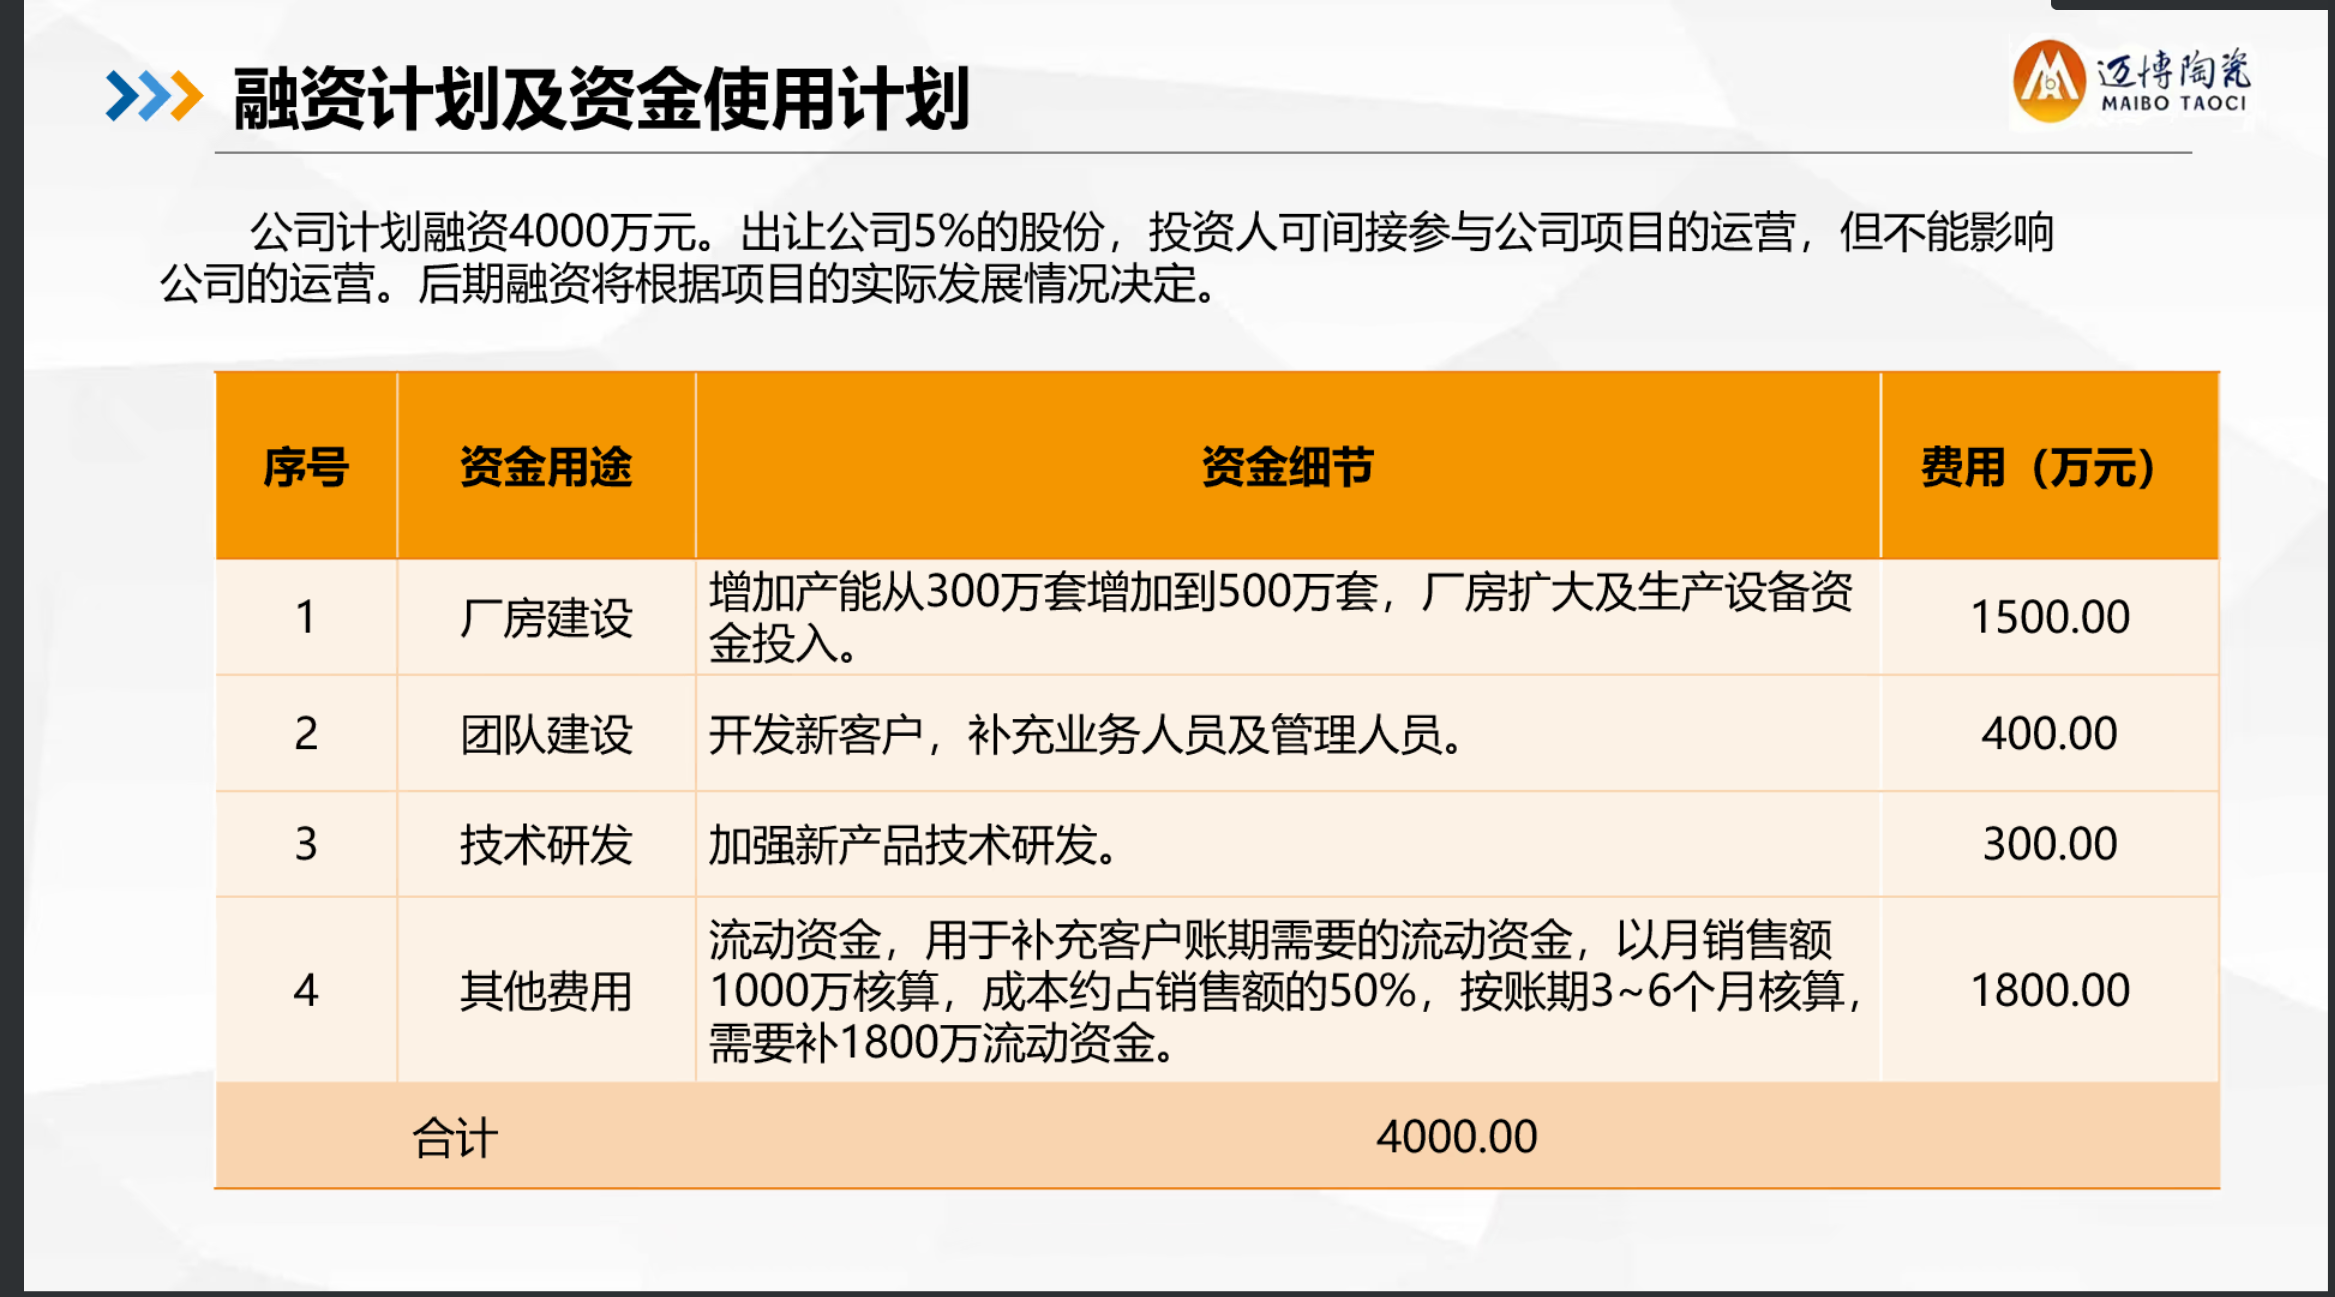 融资计划及资金使用计划
迈博陶瓷
MAIBO TAOCI
公司计划融资4000万元。出让公司5%的股份，投资人可间接参与公司项目的运营，但不能影响
公司的运营。后期融资将根据项目的实际发展情况决定。
序号 资金用途 资金细节 费用（万元）
1 厂房建设 增加产能从300万套增加到500万套，厂房扩大及生产设备资
金投入。 1500.00
2 团队建设 开发新客户，补充业务人员及管理人员。 400.00
3 技术研发 加强新产品技术研发。 300.00
4 其他费用 流动资金，用于补充客户账期需要的流动资金，以月销售额
1000万核算，成本约占销售额的50%，按账期3~6个月核算，
需要补1800万流动资金。 1800.00
合计 4000.00